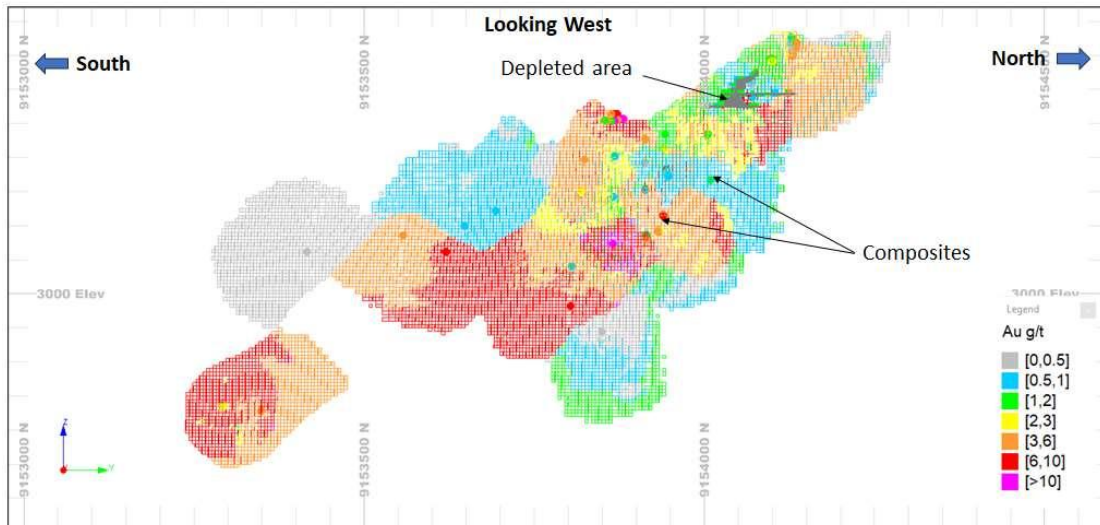 Looking West
South
North
Depleted area
9153000 N
9153500 N
9154000 N
Composites
3000 Elev
3000 Elev
Legend
Au g/t
[0,0.5]
[0.5,1]
[1,2]
[2,3]
[3,6]
[6,10]
[>10]
Z
Y
9153000 N
9153500 N
9154000 N